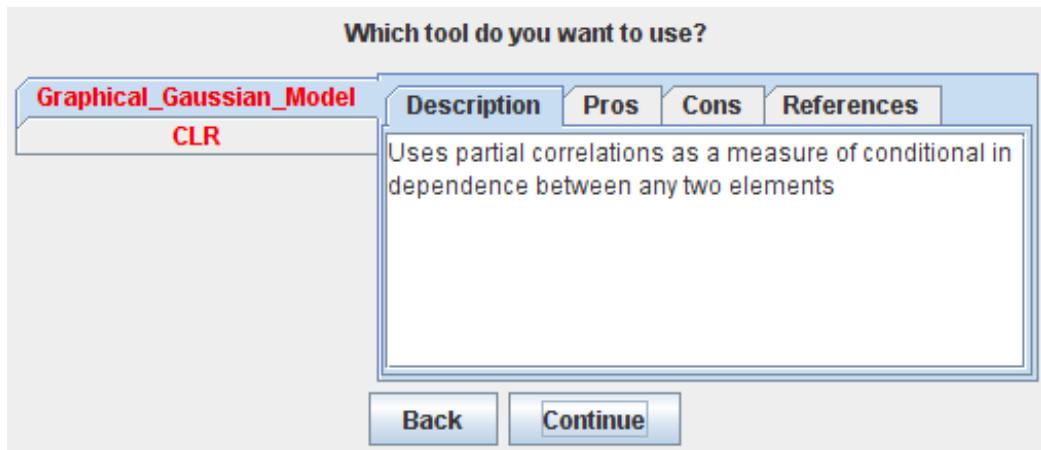 Which tool do you want to use?
Graphical_Gaussian_Model
CLR
Description Pros Cons References
Uses partial correlations as a measure of conditional in
dependence between any two elements
Back Continue